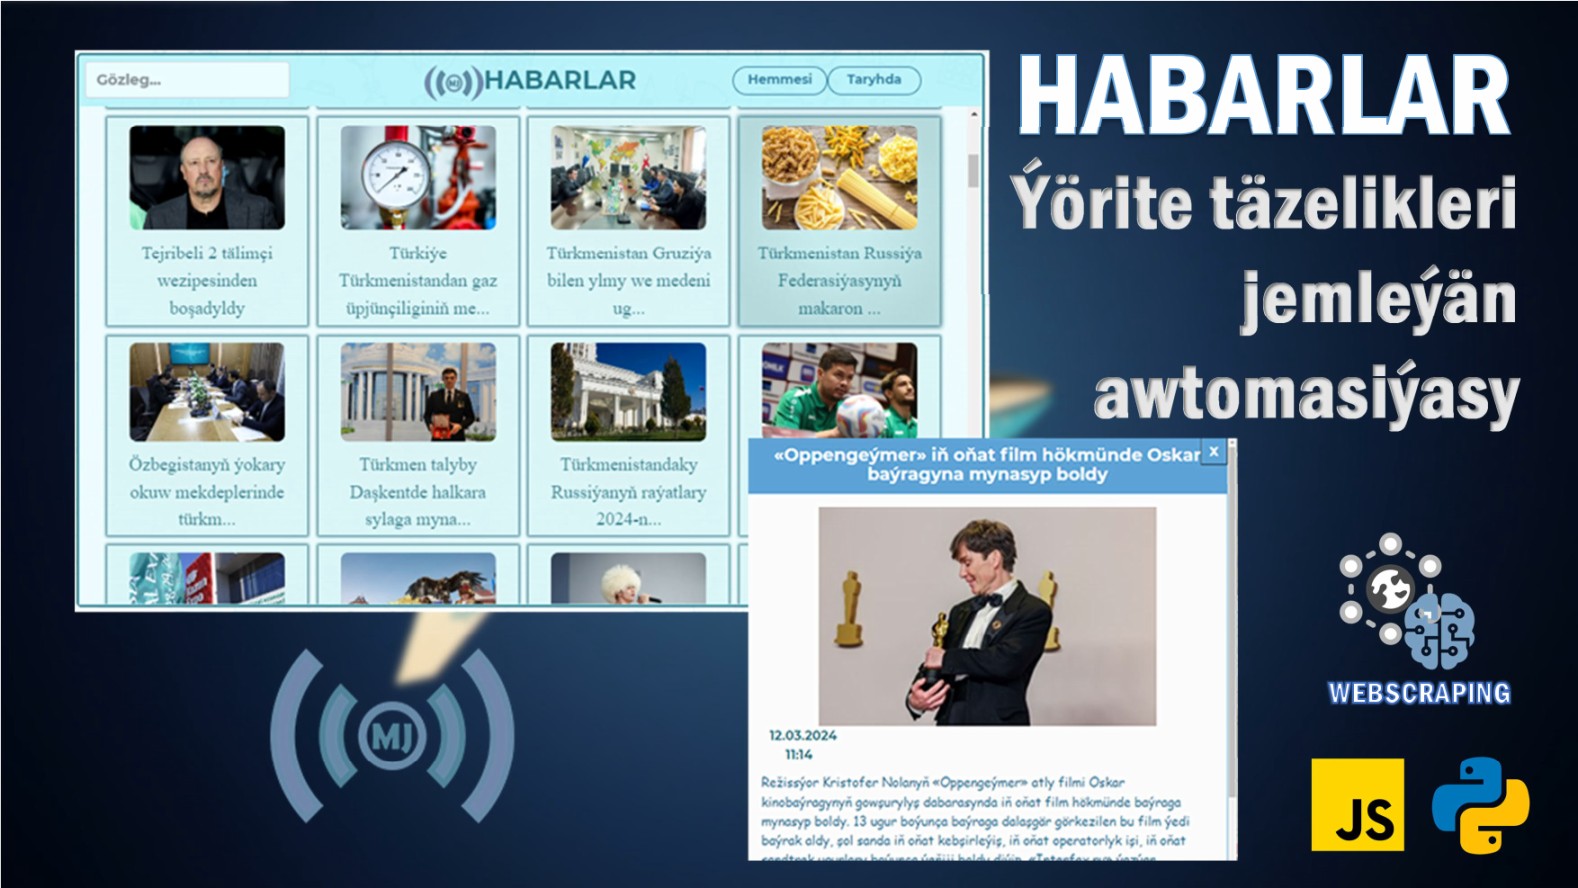 Gözleg...
MJ
HABARLAR
Hemmesi
Taryhda
Tejribeli 2 tälimçi
wezipesinden
boşadyldy
Türkiýe
Türkmenistandan gaz
üpjünçiliginiň me...
Türkmenistan Gruziýa
bilen ylmy we medeni
ug...
Türkmenistan Russiýa
Federasiýasynyň
makaron ...
Özbegistanyň ýokary
okuw mekdeplerinde
türkm...
Türkmen talyby
Daşkentde halkara
sylaga myna...
Türkmenistandaky
Russiýanyň raýatlary
2024-n...
«Oppengeýmer» iň oňat film hökmünde Oskar
baýragyna mynasyp boldy
X
12.03.2024
11:14
Režissýor Kristofer Nolanyň «Oppengeýmer» atly filmi Oskar
kinobaýragynyň gowşurylyş dabarasynda iň oňat film hökmünde baýraga
mynasyp boldy. 13 ugur boýunça baýraga dalaşgär görkezilen bu film ýedi
baýrak aldy, şol sanda iň oňat kebşirleýiş, iň oňat operatorlyk işi, iň oňat
HABARLAR
Ýörite täzelikleri
jemleýän
awtomasiýasy
MJ
WEBSCRAPING
JS